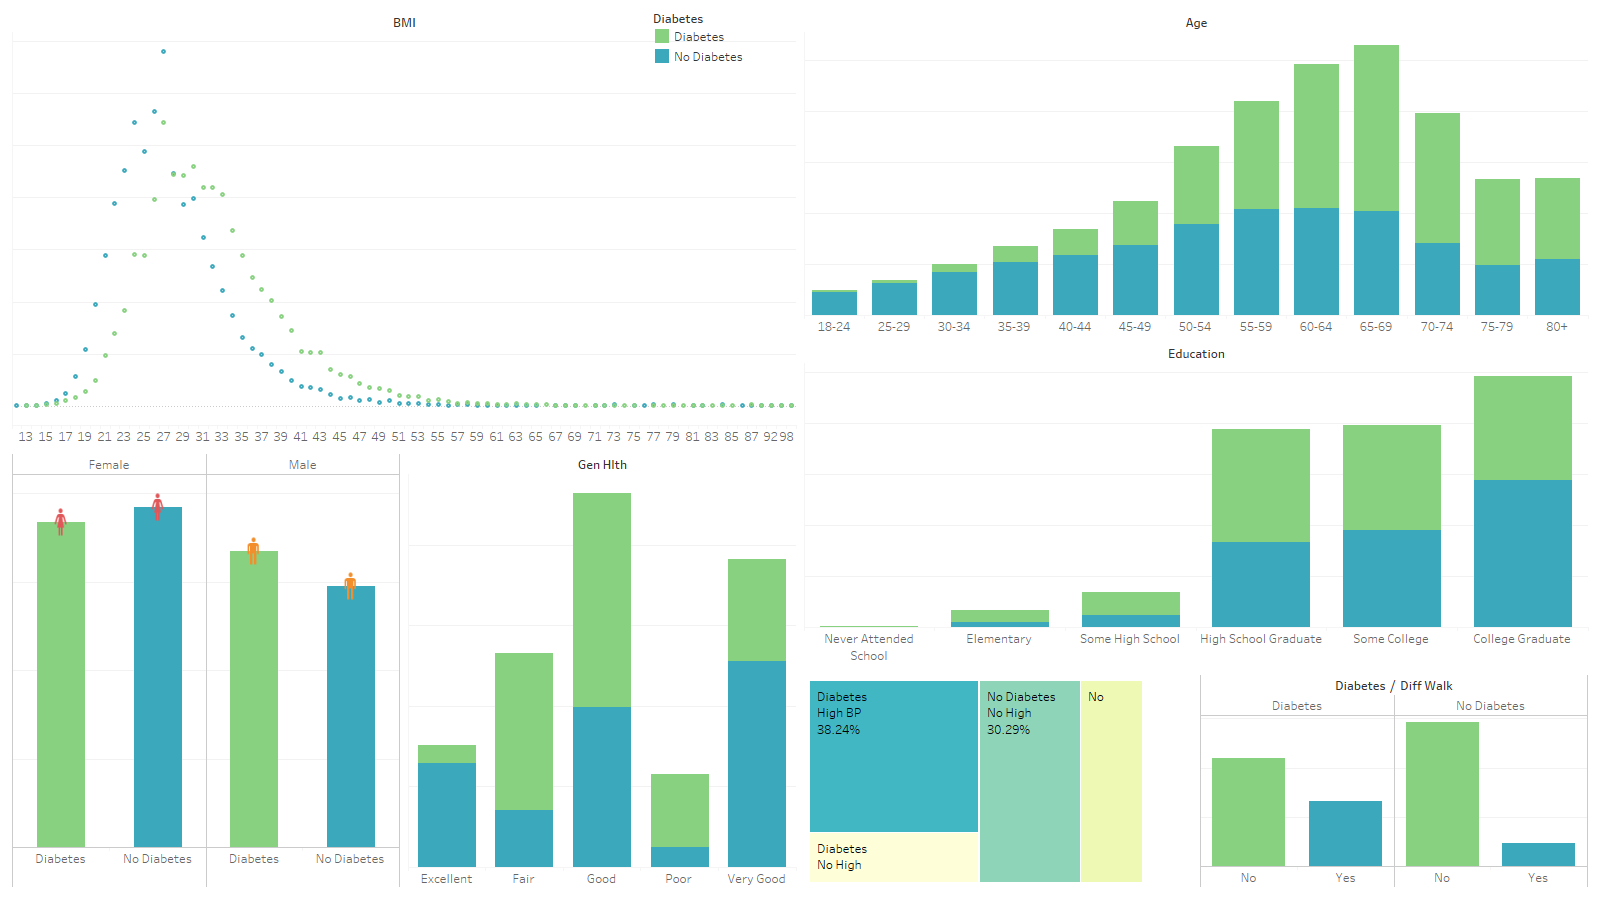 BMI
Diabetes
Diabetes
No Diabetes
13 15 17 19 21 23 25 27 29 31 33 35 37 39 41 43 45 47 49 51 53 55 57 59 61 63 65 67 69 71 73 75 77 79 81 83 85 87 92 98
Age
18-24 25-29 30-34 35-39 40-44 45-49 50-54 55-59 60-64 65-69 70-74 75-79 80+
Education
Never Attended School
Elementary
Some High School
High School Graduate
Some College
College Graduate
Female
Male
Diabetes
No Diabetes
Diabetes
No Diabetes
Gen Hlth
Excellent
Fair
Good
Poor
Very Good
Diabetes
High BP
38.24%
Diabetes
No High
No Diabetes
No High
30.29%
No
Diabetes / Diff Walk
Diabetes
No Diabetes
No
Yes
No
Yes